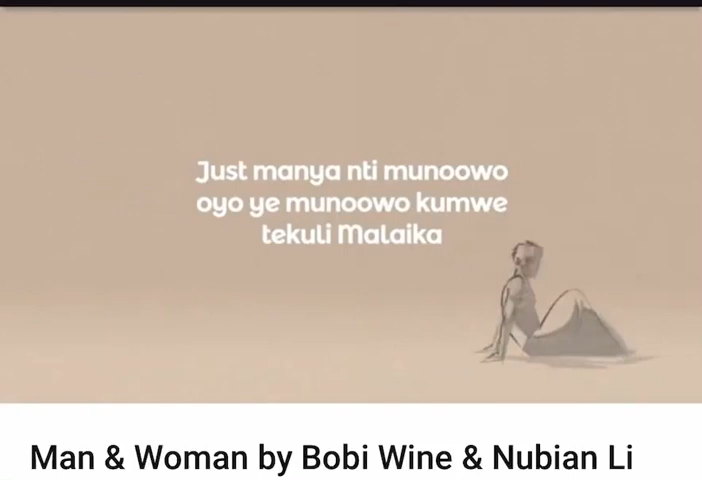 Just manya nti munoowo
oyo ye munoowo kumwe
tekuli Malaika
Man & Woman by Bobi Wine & Nubian Li